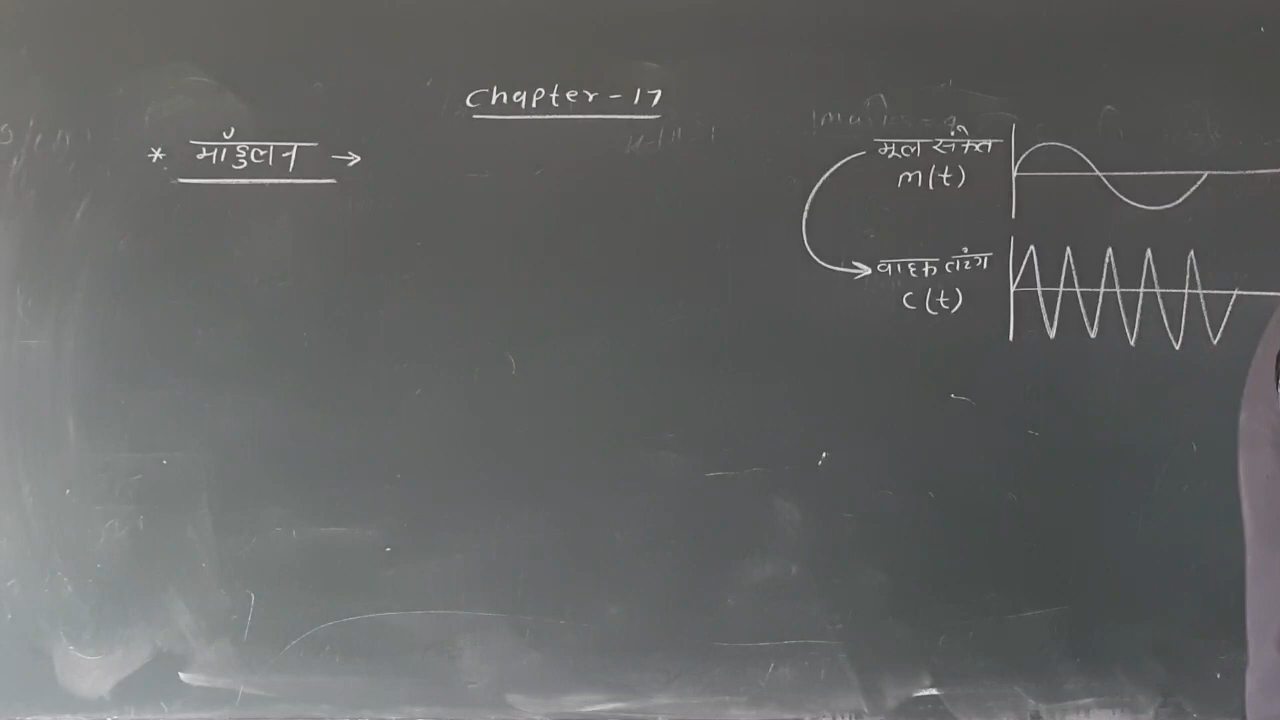 Chapter - 17
* मॉडुलन →
मूल संकेत
m(t)
वाहक तरंग
c(t)